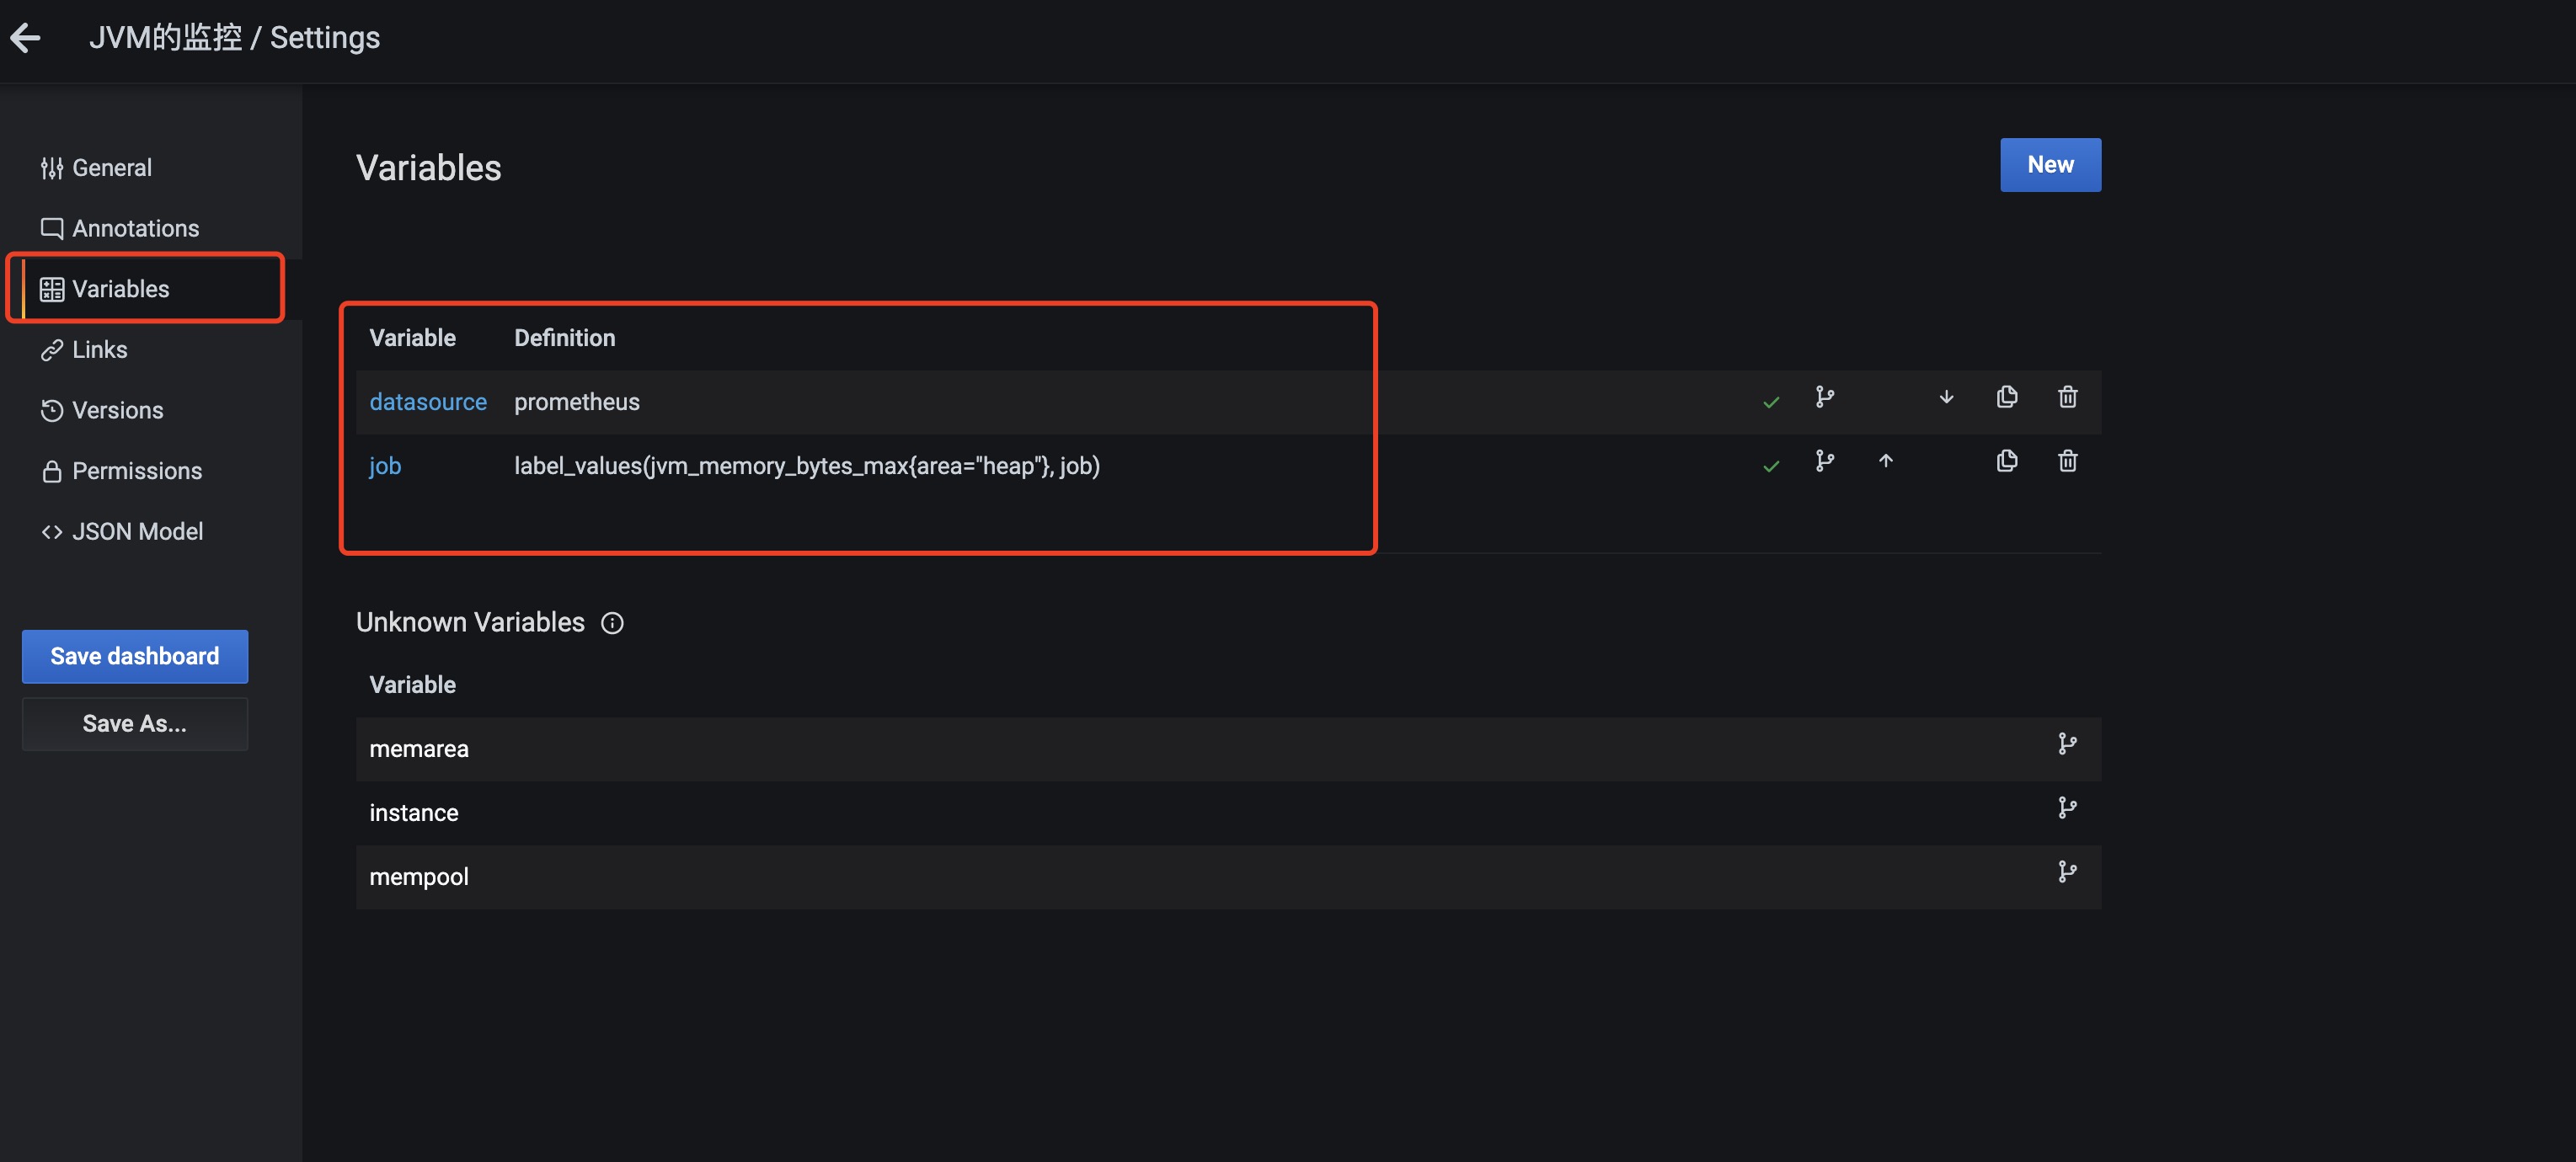 JVM的监控 / Settings
General
Annotations
Variables
Links
Versions
Permissions
JSON Model
Save dashboard
Save As...
Variables
New
Variable Definition
datasource prometheus
job label_values(jvm_memory_bytes_max{area="heap"}, job)
Unknown Variables
Variable
memarea
instance
mempool